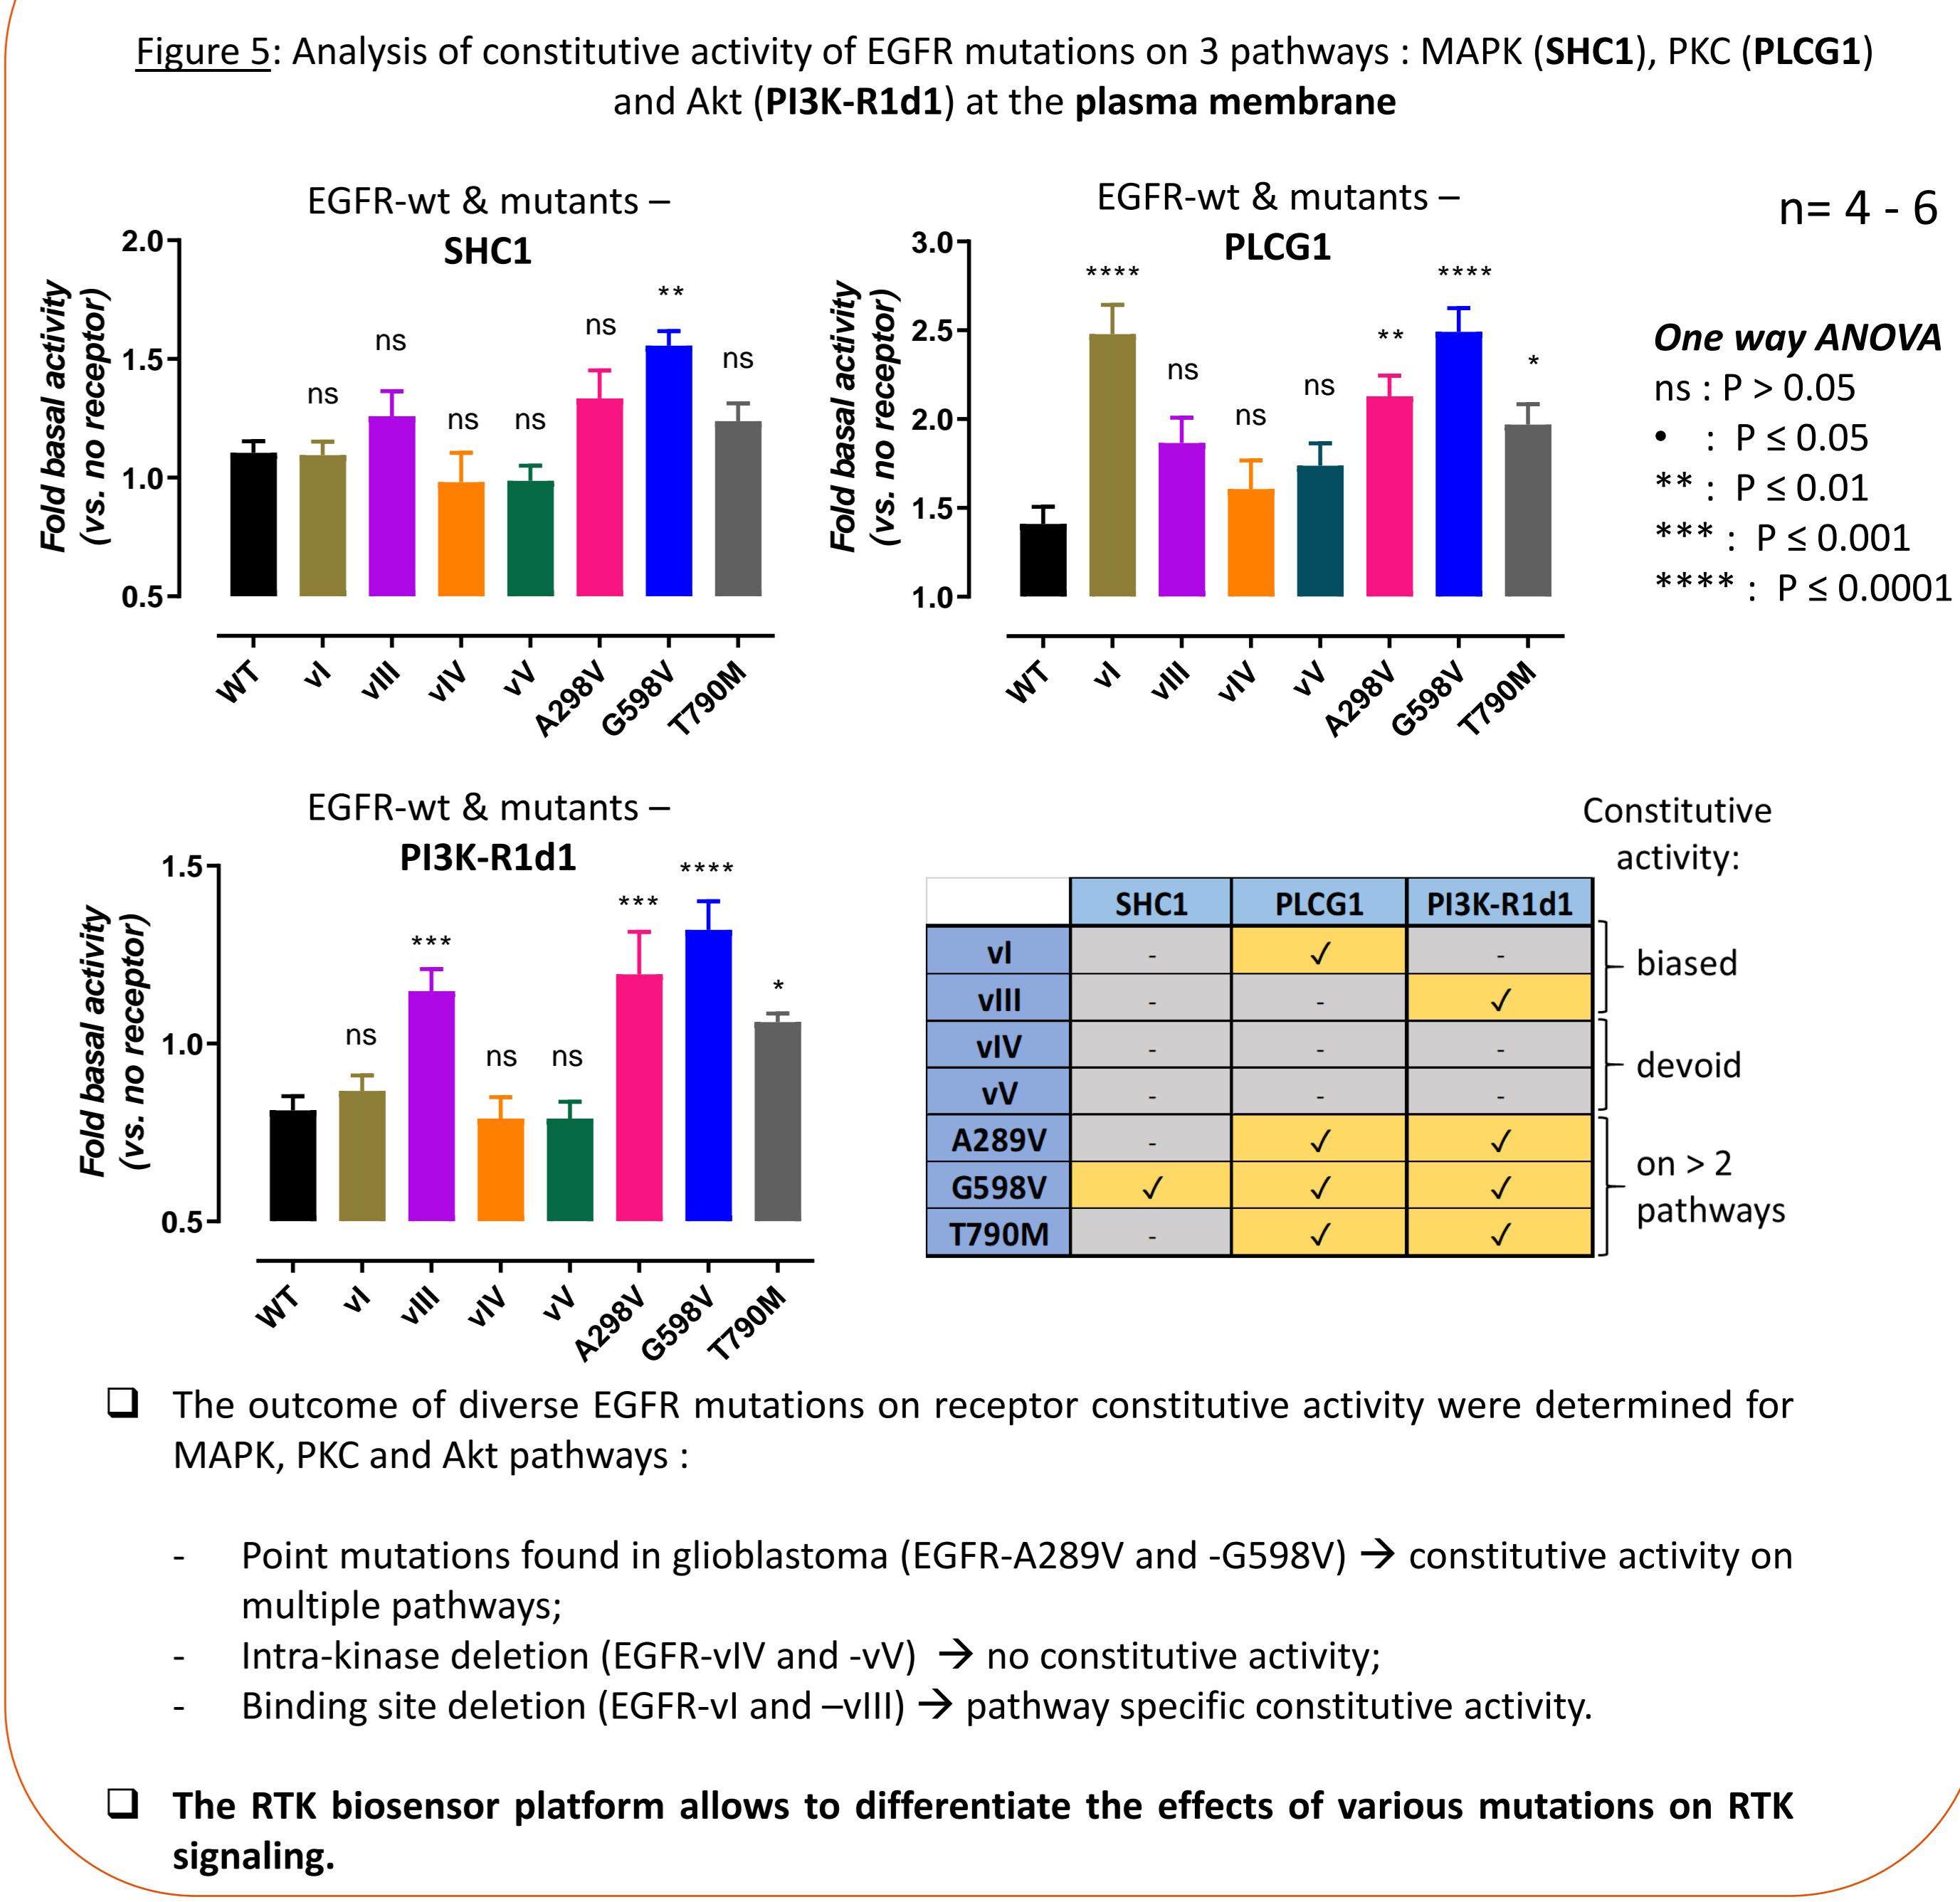 Figure 5: Analysis of constitutive activity of EGFR mutations on 3 pathways : MAPK (SHC1), PKC (PLCG1)
and Akt (PI3K-R1d1) at the plasma membrane
EGFR-wt & mutants –
SHC1
Fold basal activity
(vs. no receptor)
2.0
1.5
1.0
0.5
ns
ns
ns
ns
ns
**
ns
WT
vI
vIII
vIV
vV
A298V
G598V
T790M
EGFR-wt & mutants –
PLCG1
Fold basal activity
(vs. no receptor)
3.0
2.5
2.0
1.5
1.0
****
ns
ns
ns
**
****
*
WT
vI
vIII
vIV
vV
A298V
G598V
T790M
n= 4 - 6
One way ANOVA
ns : P > 0.05
• : P ≤ 0.05
** : P ≤ 0.01
*** : P ≤ 0.001
**** : P ≤ 0.0001
EGFR-wt & mutants –
PI3K-R1d1
Fold basal activity
(vs. no receptor)
1.5
1.0
0.5
ns
***
ns
ns
***
****
*
WT
vI
vIII
vIV
vV
A298V
G598V
T790M
Constitutive
activity:
SHC1 PLCG1 PI3K-R1d1
vI - ✓ -
vIII - - ✓
vIV - - -
vV - - -
A289V - ✓ ✓
G598V ✓ ✓ ✓
T790M - ✓ ✓
biased
devoid
on > 2
pathways
❑ The outcome of diverse EGFR mutations on receptor constitutive activity were determined for
MAPK, PKC and Akt pathways :
- Point mutations found in glioblastoma (EGFR-A289V and -G598V) → constitutive activity on
multiple pathways;
- Intra-kinase deletion (EGFR-vIV and -vV) → no constitutive activity;
- Binding site deletion (EGFR-vI and –vIII) → pathway specific constitutive activity.
❑ The RTK biosensor platform allows to differentiate the effects of various mutations on RTK
signaling.